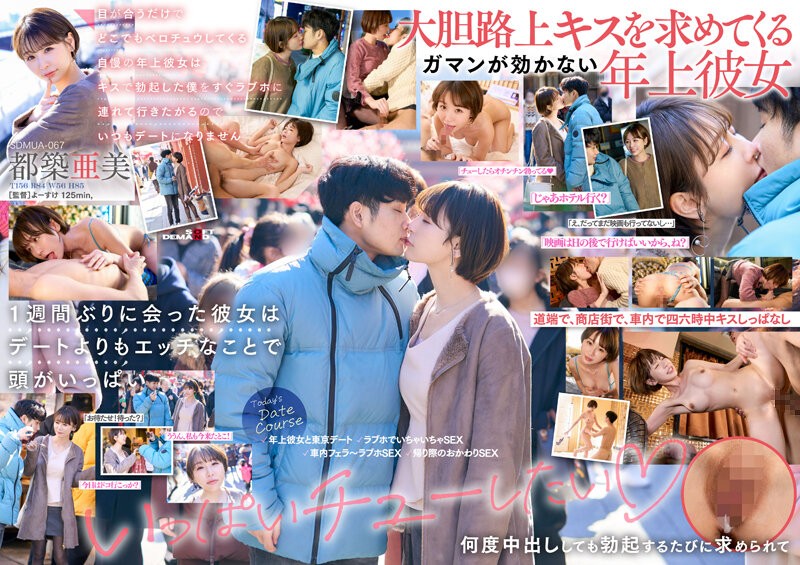 目が合うだけで
どこでもベロチュウしてくる
自慢の年上彼女は
キスで勃起した僕をすぐラブホに
連れて行きたがるので
いつもデートになりません
SDMUA-067
都築亜美
T156 B84 W56 H85
[監督]よーすけ 125min.
大胆路上キスを求めてくる
ガマンが効かない年上彼女
「チューしたらオチンチン勃ってる♥
「じゃあホテル行く?」
「え、だってまだ映画も行ってないし…」
「映画は日の後で行けばいいから、ね?
道端で、商店街で、車内で四六時中キスしっぱなし
1週間ぶりに会った彼女は
デートよりもエッチなことで
頭がいっぱい
「お待たせ!待った?」
ううん、私も今来たとこ!
今日はドコ行こっか?
Today's
Date
Course
✓年上彼女と東京デート ✓ラブホでいちゃいちゃSEX
✓車内フェラ〜ラブホSEX ✓帰り際のおかわりSEX
いっぱいチューしたい♡
何度中出ししても勃起するたびに求められて